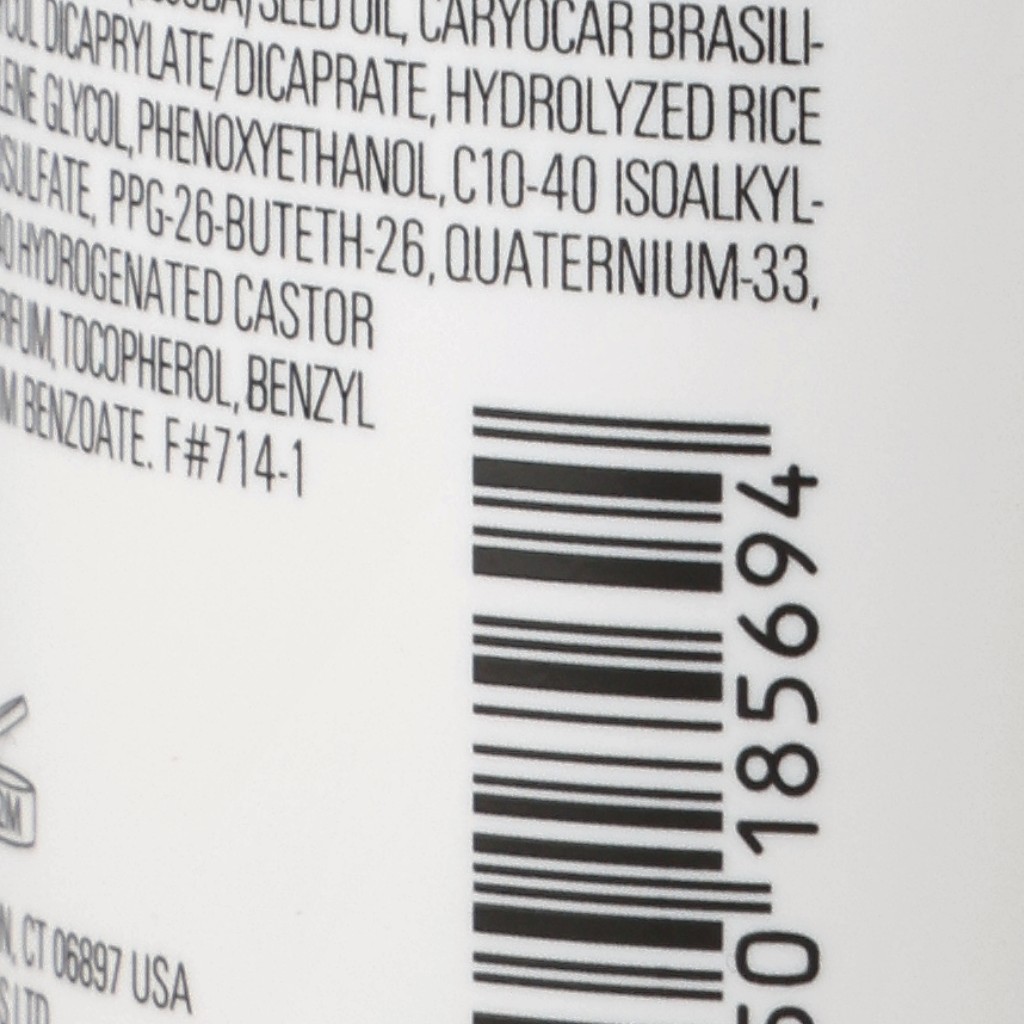 SEED OIL, CARYOCAR BRASILI-
DICAPRYLATE/DICAPRATE, HYDROLYZED RICE
GLYCOL, PHENOXYETHANOL, C10-40 ISOALKYL-
SULFATE, PPG-26-BUTETH-26, QUATERNIUM-33,
HYDROGENATED CASTOR
TOCOPHEROL, BENZYL
BENZOATE. F#714-1
185694
CT 06897 USA
LTD